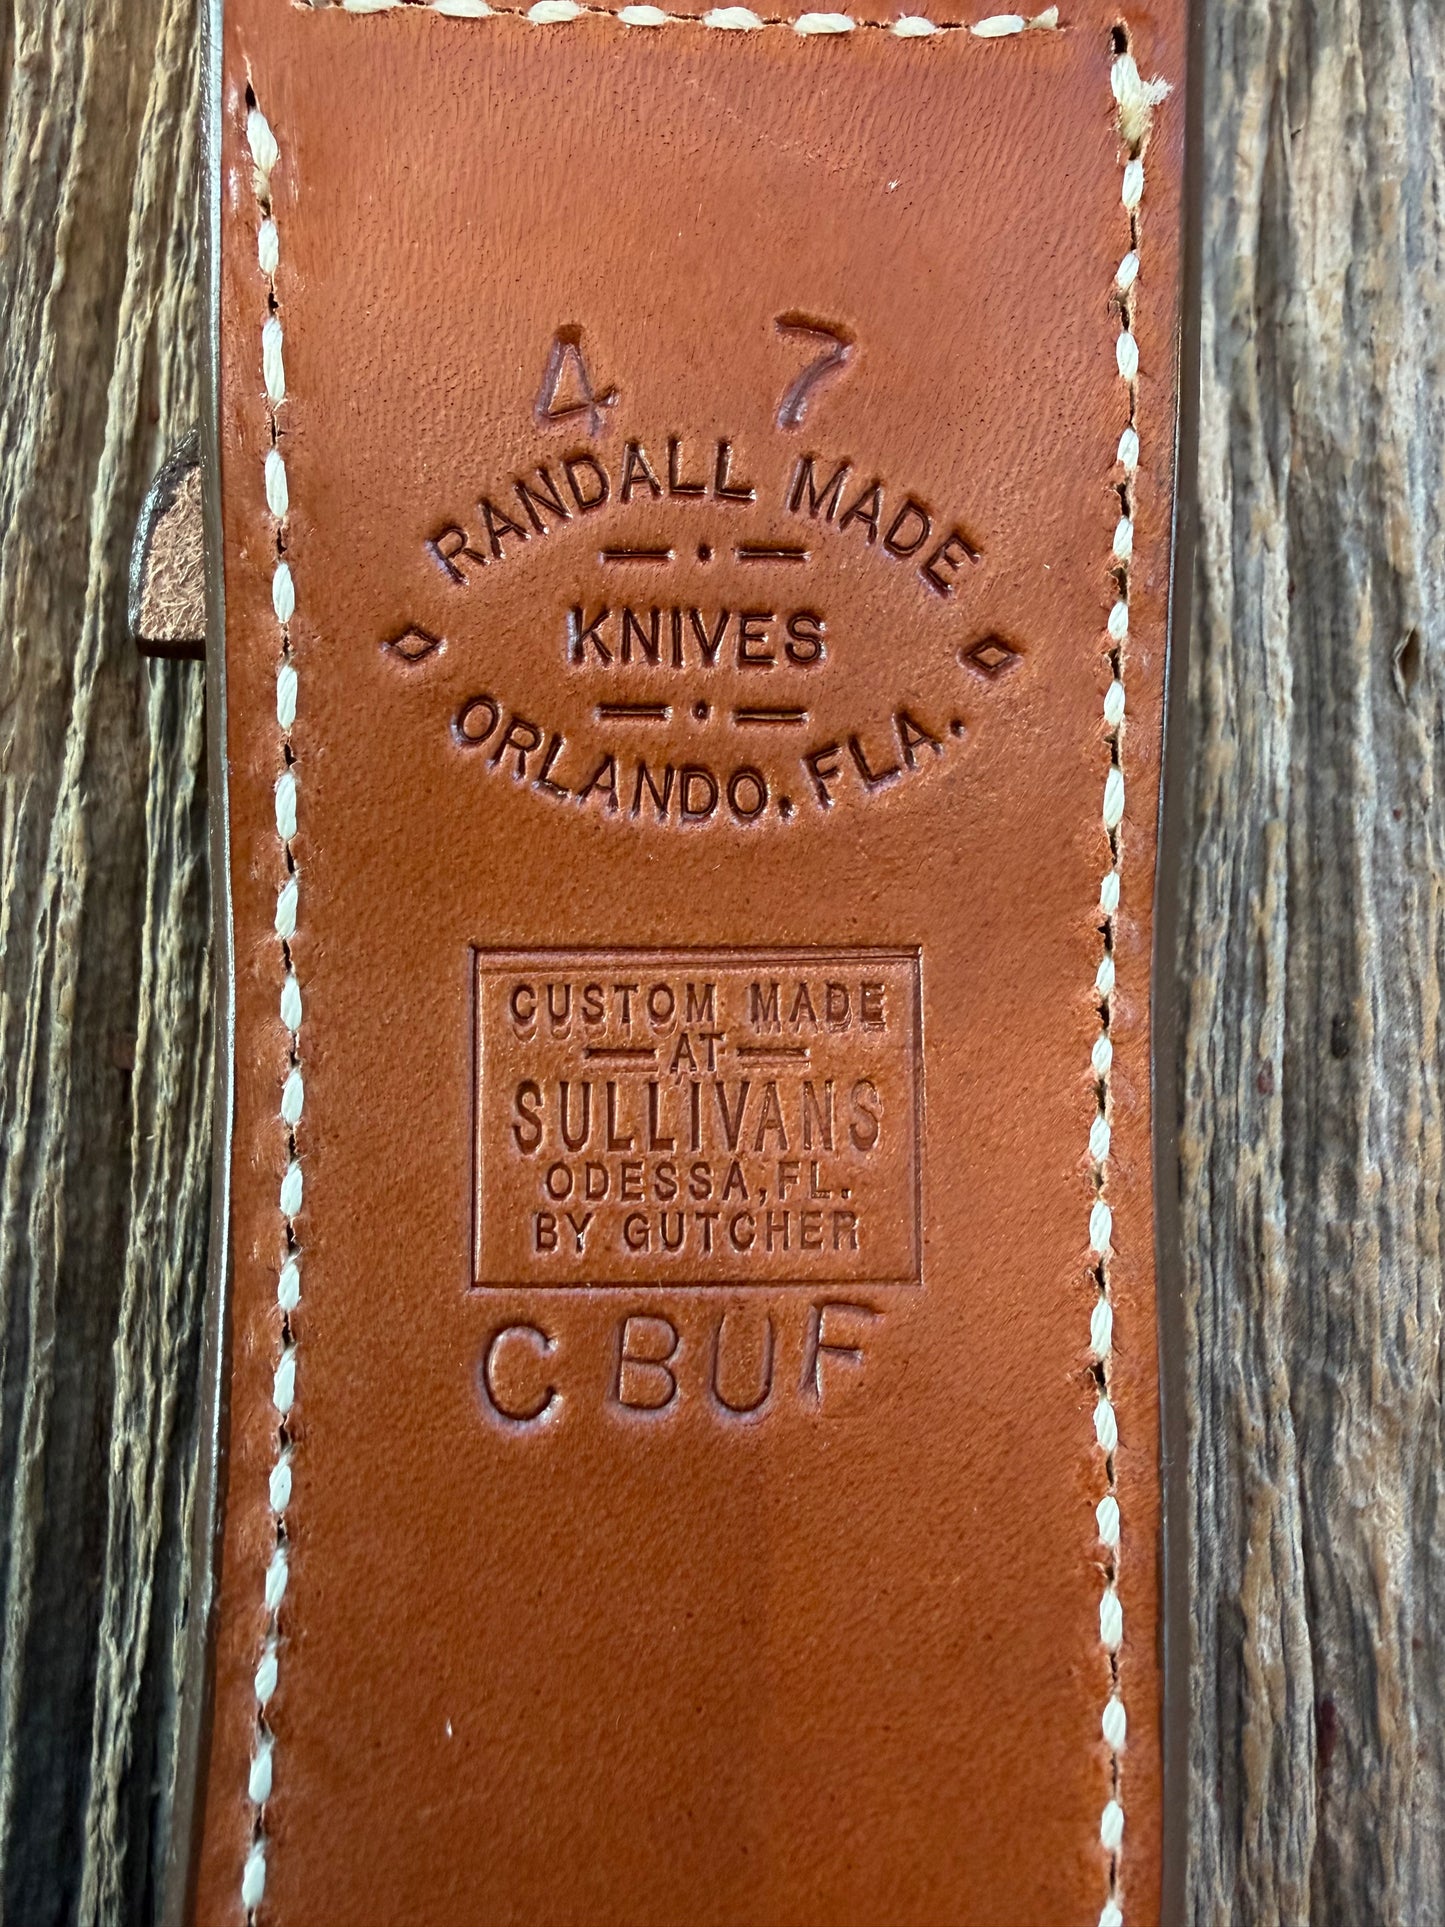 4 7
RANDALL MADE
KNIVES
ORLANDO, FLA.
CUSTOM MADE
AT
SULLIVANS
ODESSA, FL.
BY GUTCHER
C BUF